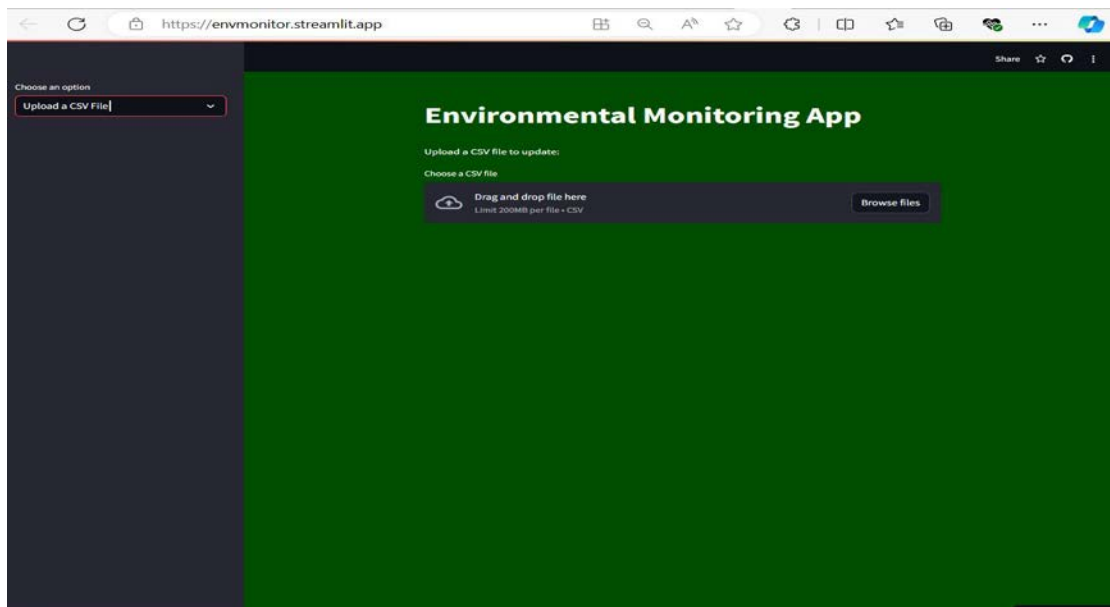 https://envmonitor.streamlit.app
Share
Choose an option
Upload a CSV File
Environmental Monitoring App
Upload a CSV file to update:
Choose a CSV file
Drag and drop file here
Limit 200MB per file • CSV
Browse files